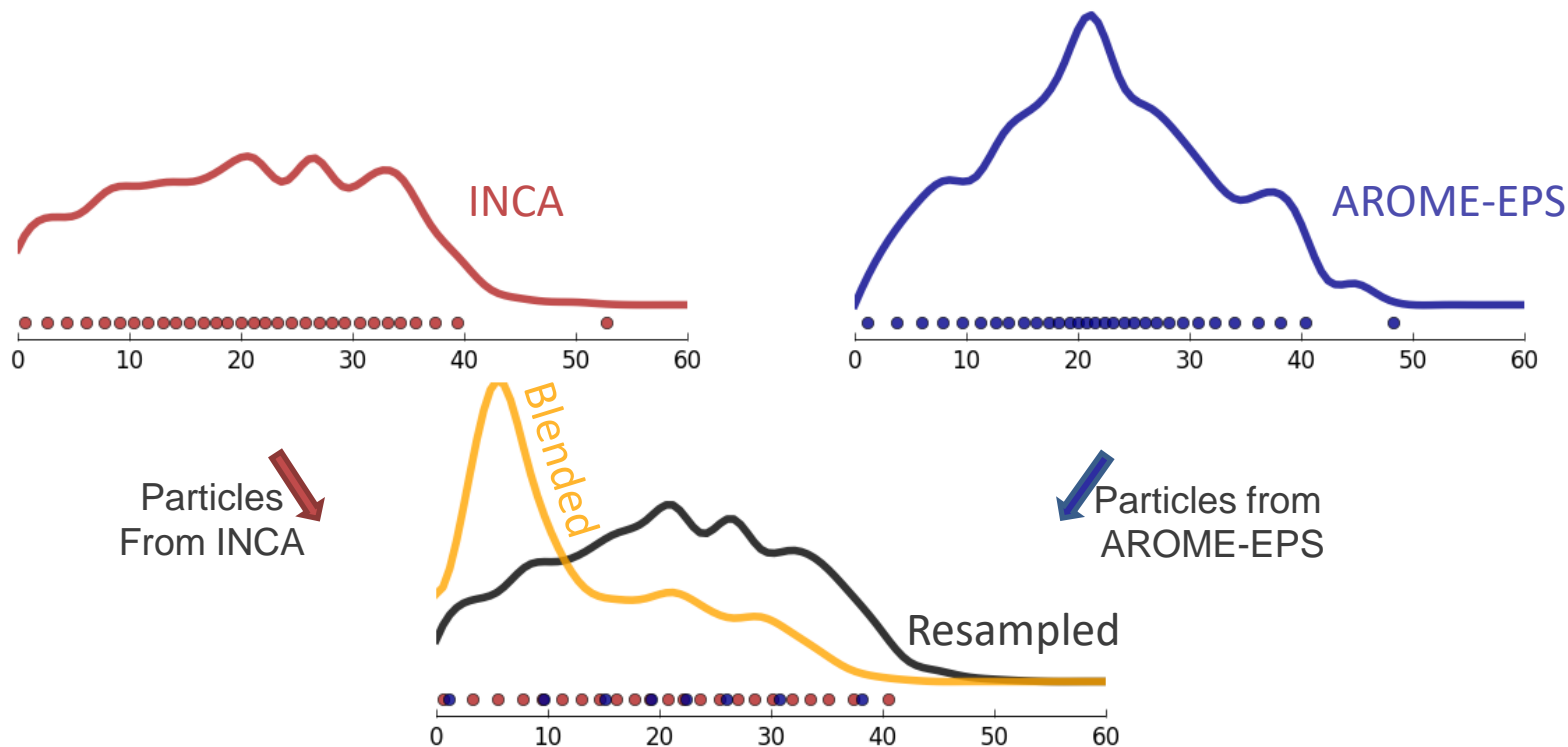 INCA
0 10 20 30 40 50 60
AROME-EPS
0 10 20 30 40 50 60
Particles
From INCA
Blended
Resampled
0 10 20 30 40 50 60
Particles from
AROME-EPS